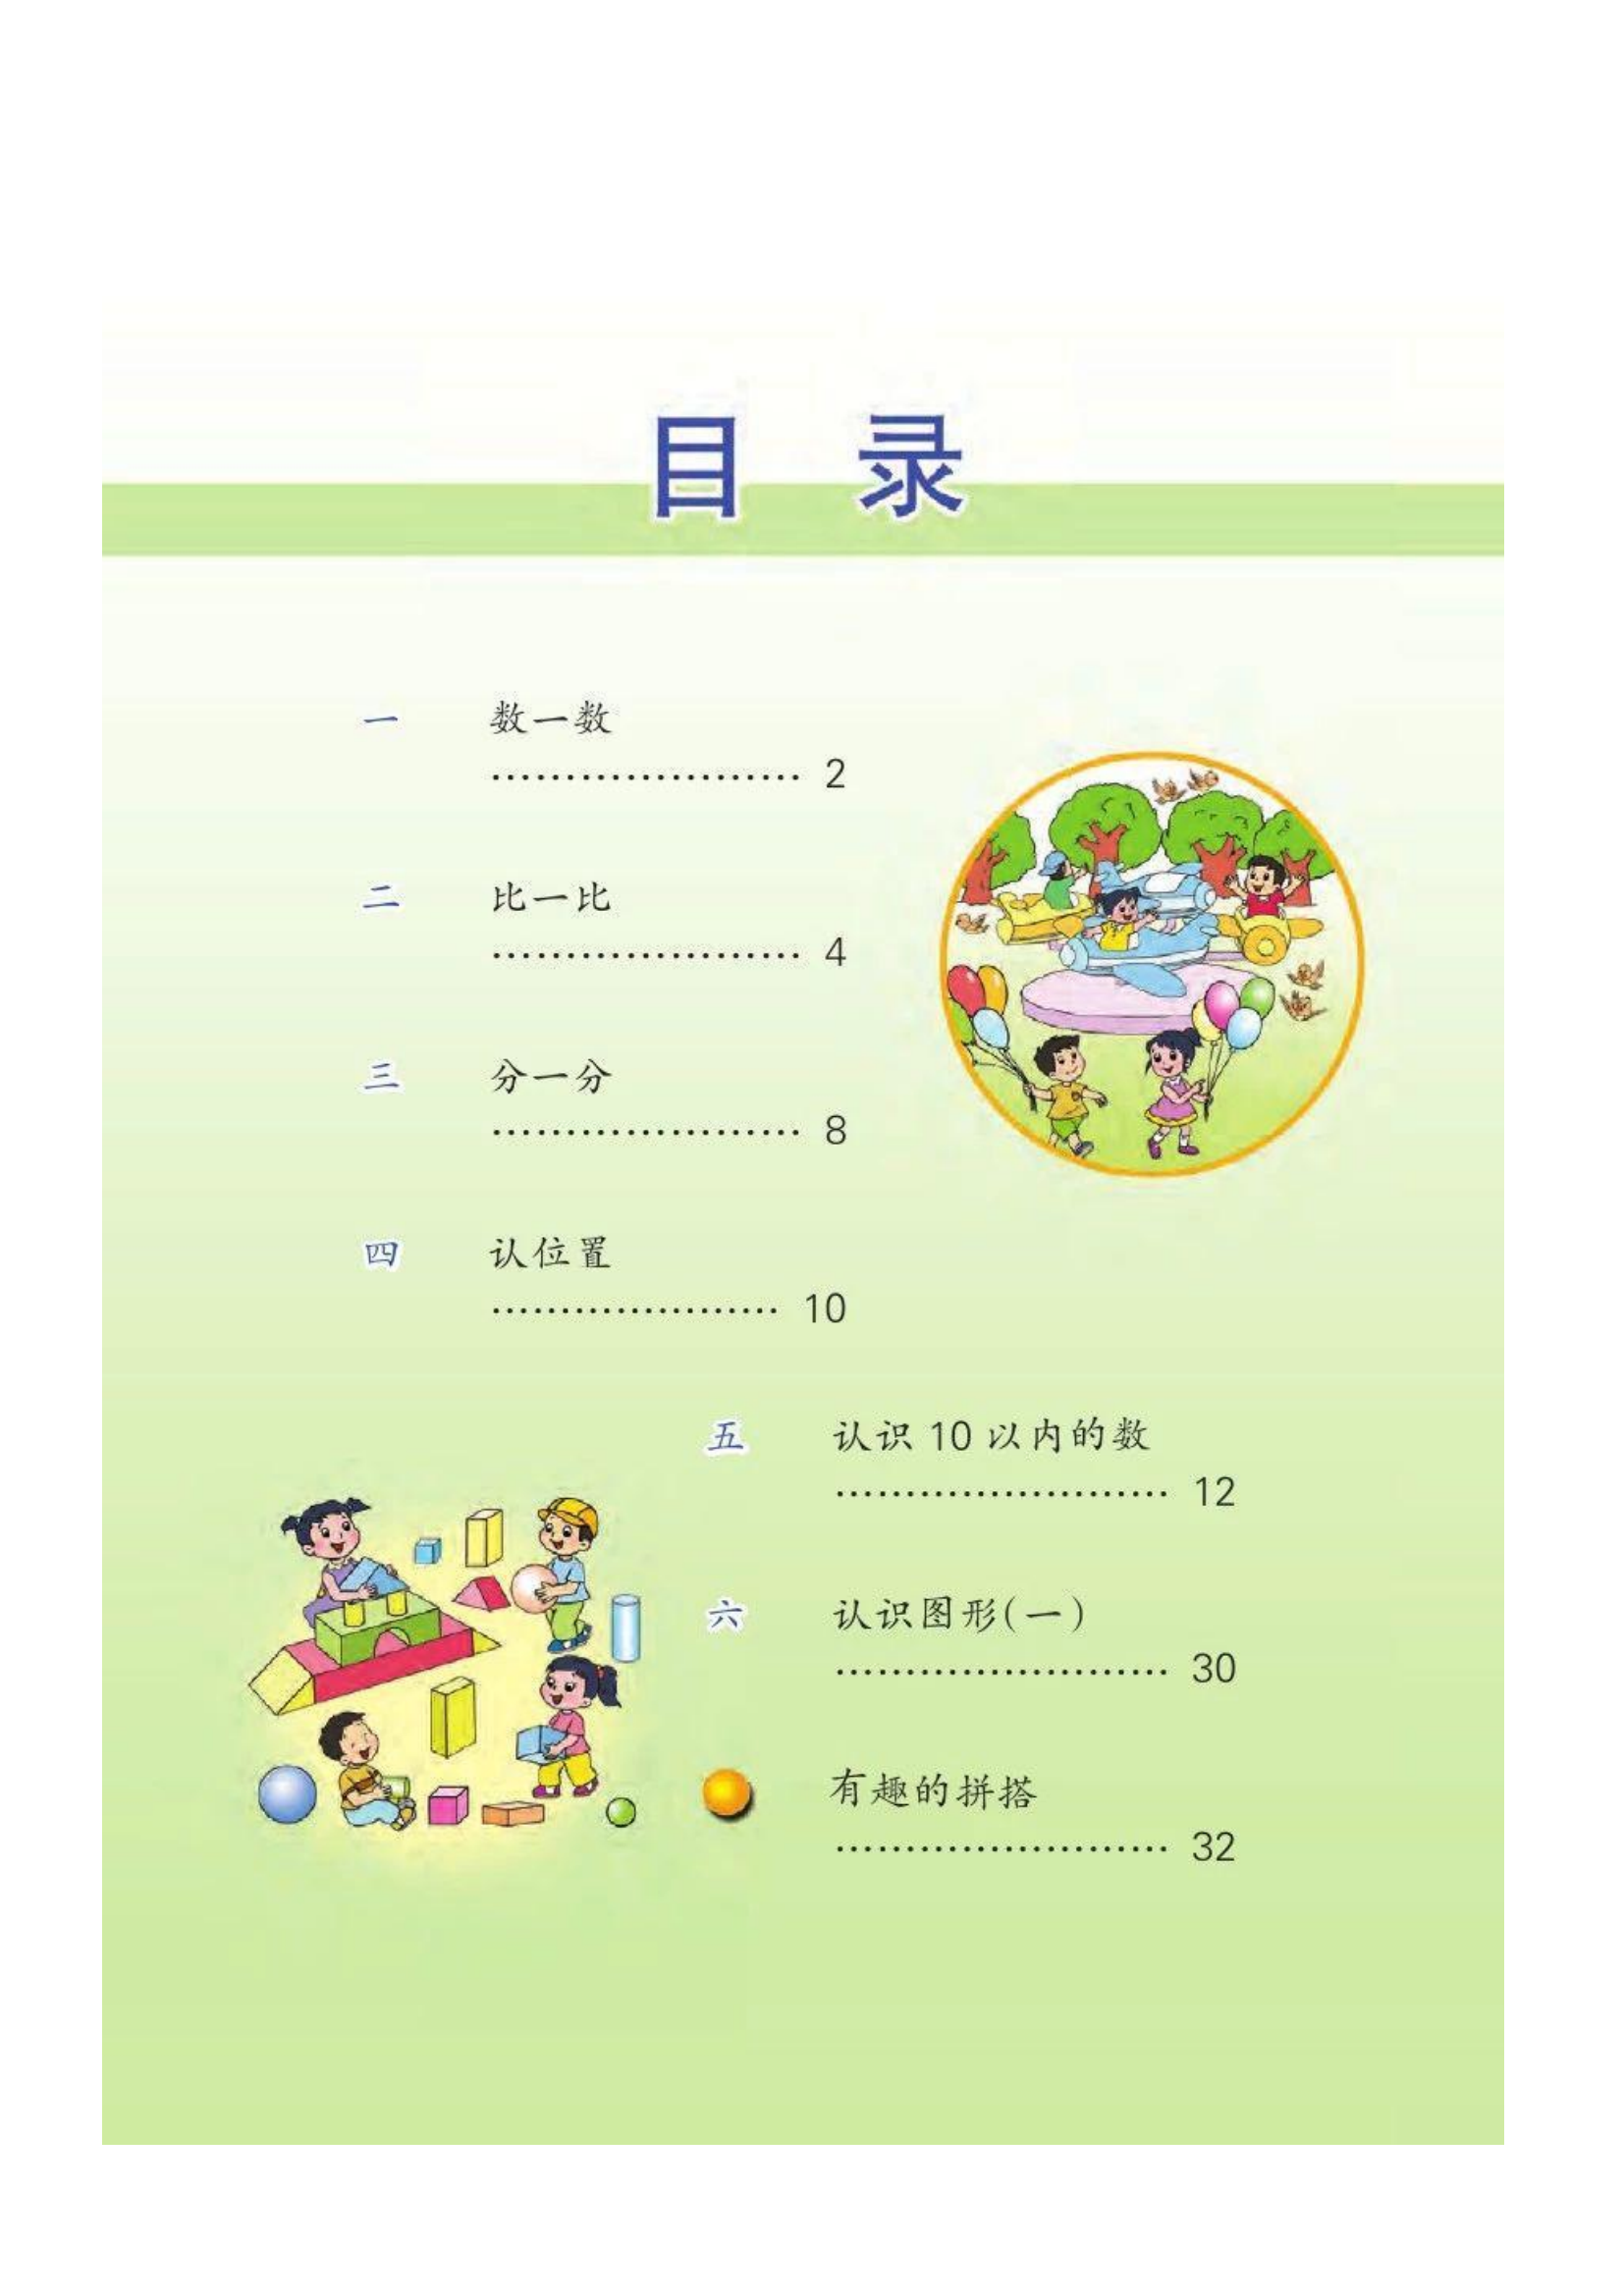 目 录
一 数一数
····················· 2
二 比一比
····················· 4
三 分一分
····················· 8
四 认位置
····················· 10
五 认识 10 以内的数
························ 12
六 认识图形(一)
························ 30
有趣的拼搭
························ 32